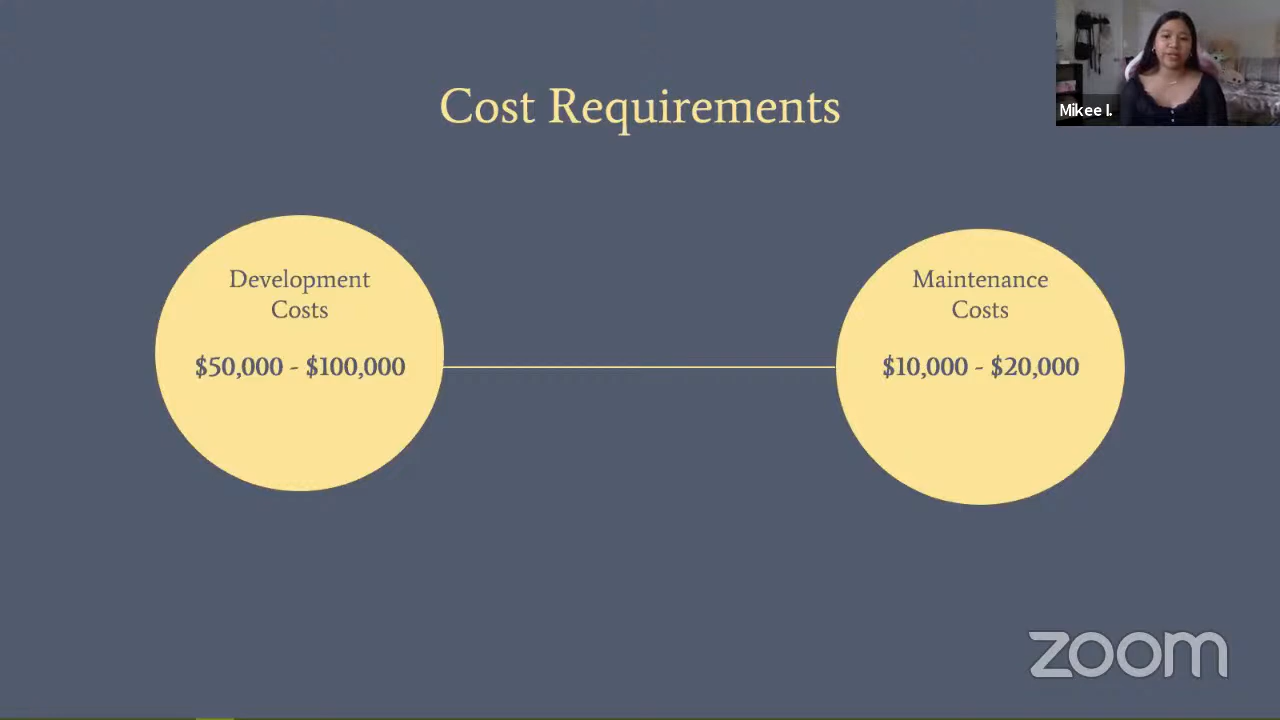 Cost Requirements
Mikee I.
Development
Costs
$50,000 - $100,000
Maintenance
Costs
$10,000 - $20,000
zoom